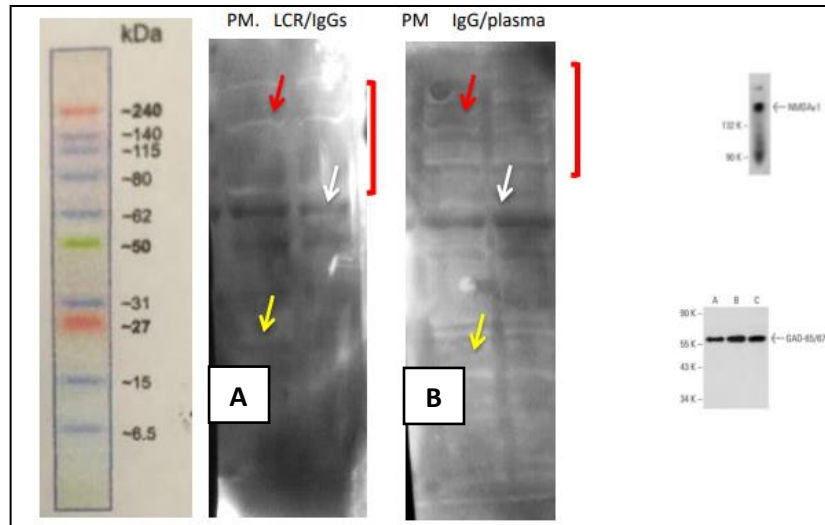 kDa
~240
~140
~115
~80
~62
~50
~31
~27
~15
~6.5
PM. LCR/IgGs
A
PM IgG/plasma
B
NMDAε1
132 K
90 K
A B C
90 K
GAD-65/67
55 K
43 K
34 K